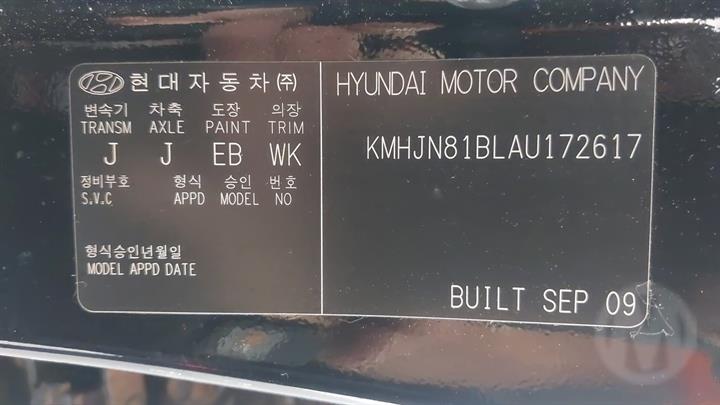 현대자동차㈜
변속기 차축 도장 의장
TRANSM AXLE PAINT TRIM
J J EB WK
정비부호 형식 승인 번호
S.V.C APPD MODEL NO
형식승인년월일
MODEL APPD DATE
HYUNDAI MOTOR COMPANY
KMHJN81BLAU172617
BUILT SEP 09
M